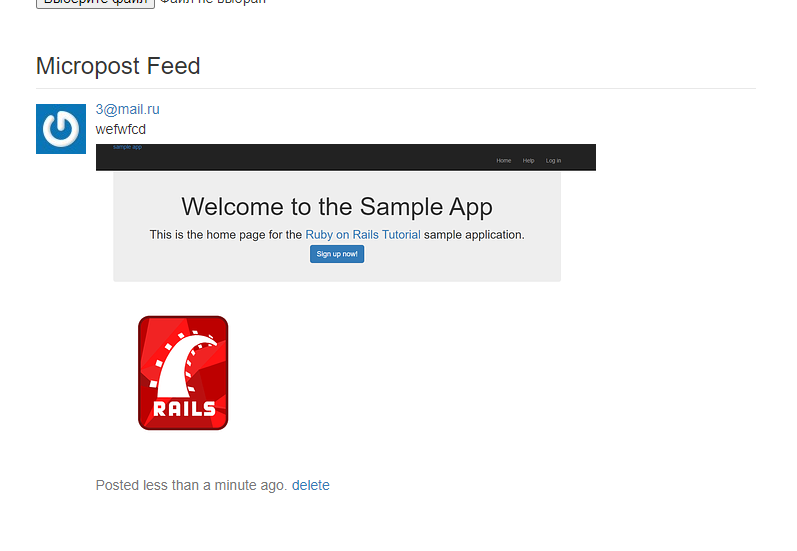 Выберите файл Файл не выбран
Micropost Feed
3@mail.ru
wefwfcd
sample app
Home Help Log in
Welcome to the Sample App
This is the home page for the Ruby on Rails Tutorial sample application.
Sign up now!
RAILS
Posted less than a minute ago. delete